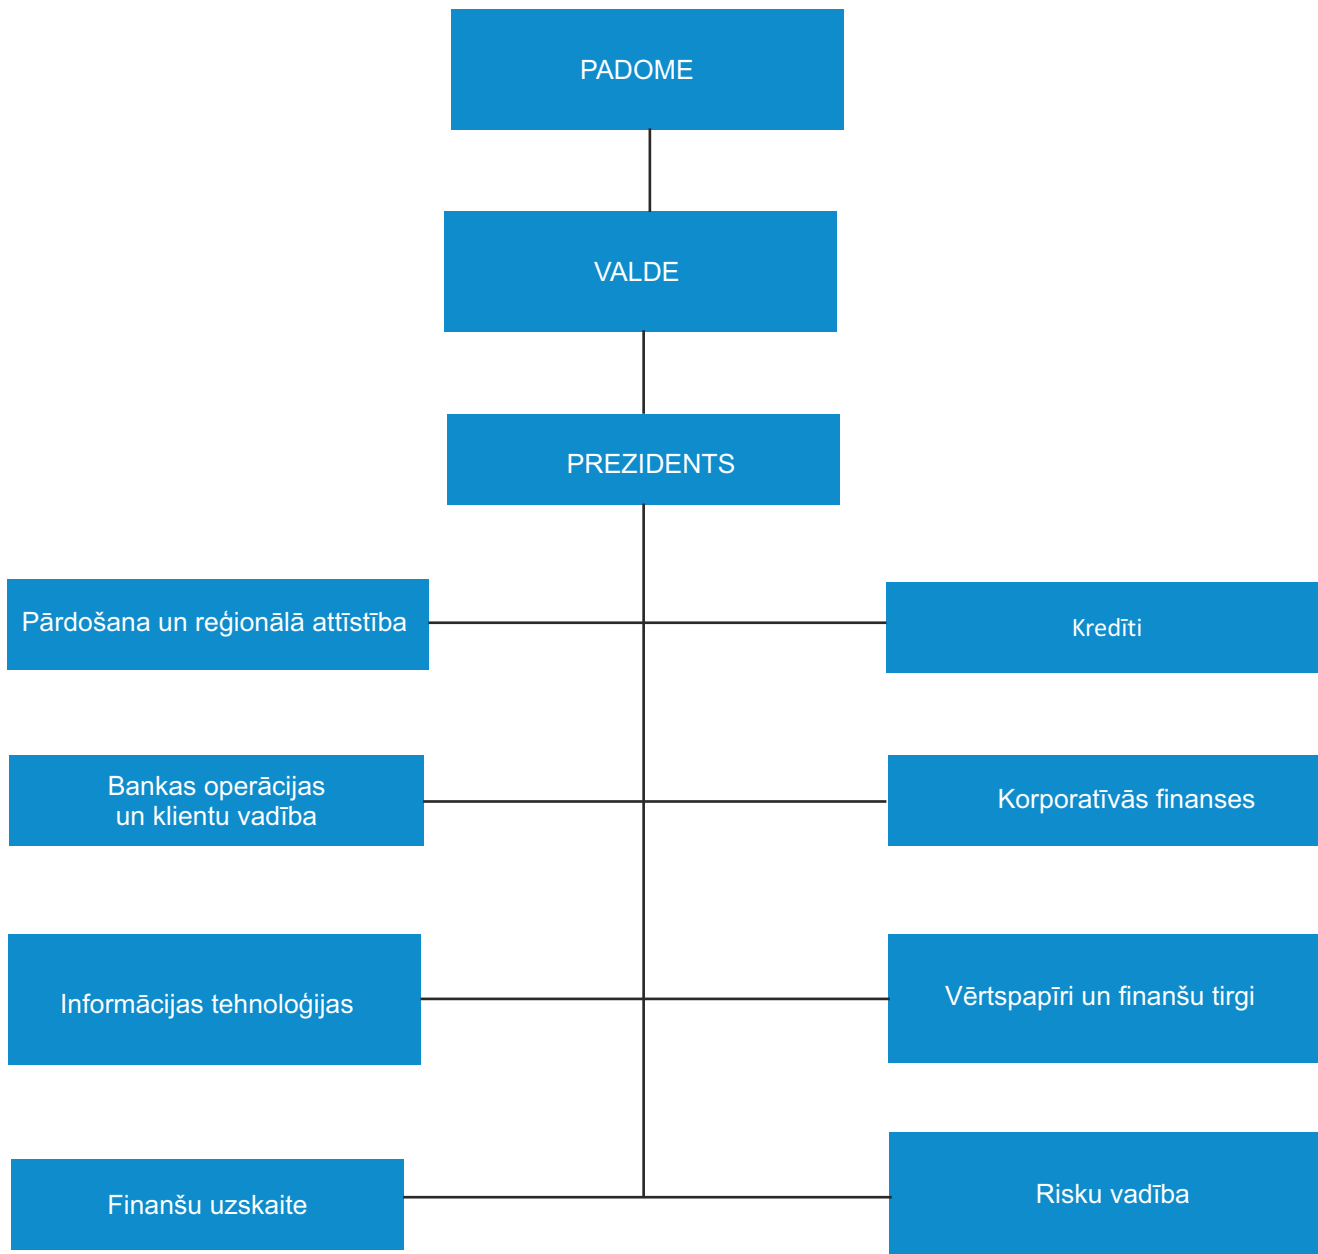 PADOME
VALDE
PREZIDENTS
Pārdošana un reģionālā attīstība
Kredīti
Bankas operācijas
un klientu vadība
Korporatīvās finanses
Informācijas tehnoloģijas
Vērtspapīri un finanšu tirgi
Finanšu uzskaite
Risku vadība